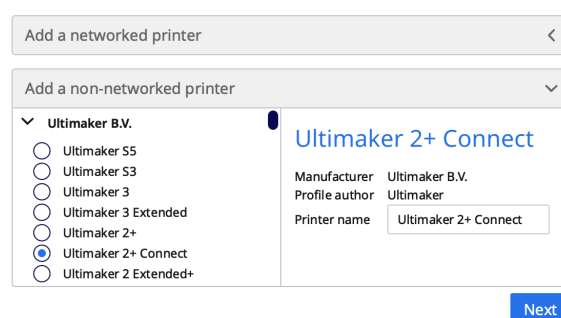 Add a networked printer
Add a non-networked printer
Ultimaker B.V.
Ultimaker S5
Ultimaker S3
Ultimaker 3
Ultimaker 3 Extended
Ultimaker 2+
Ultimaker 2+ Connect
Ultimaker 2 Extended+
Ultimaker 2+ Connect
Manufacturer Ultimaker B.V.
Profile author Ultimaker
Printer name Ultimaker 2+ Connect
Next